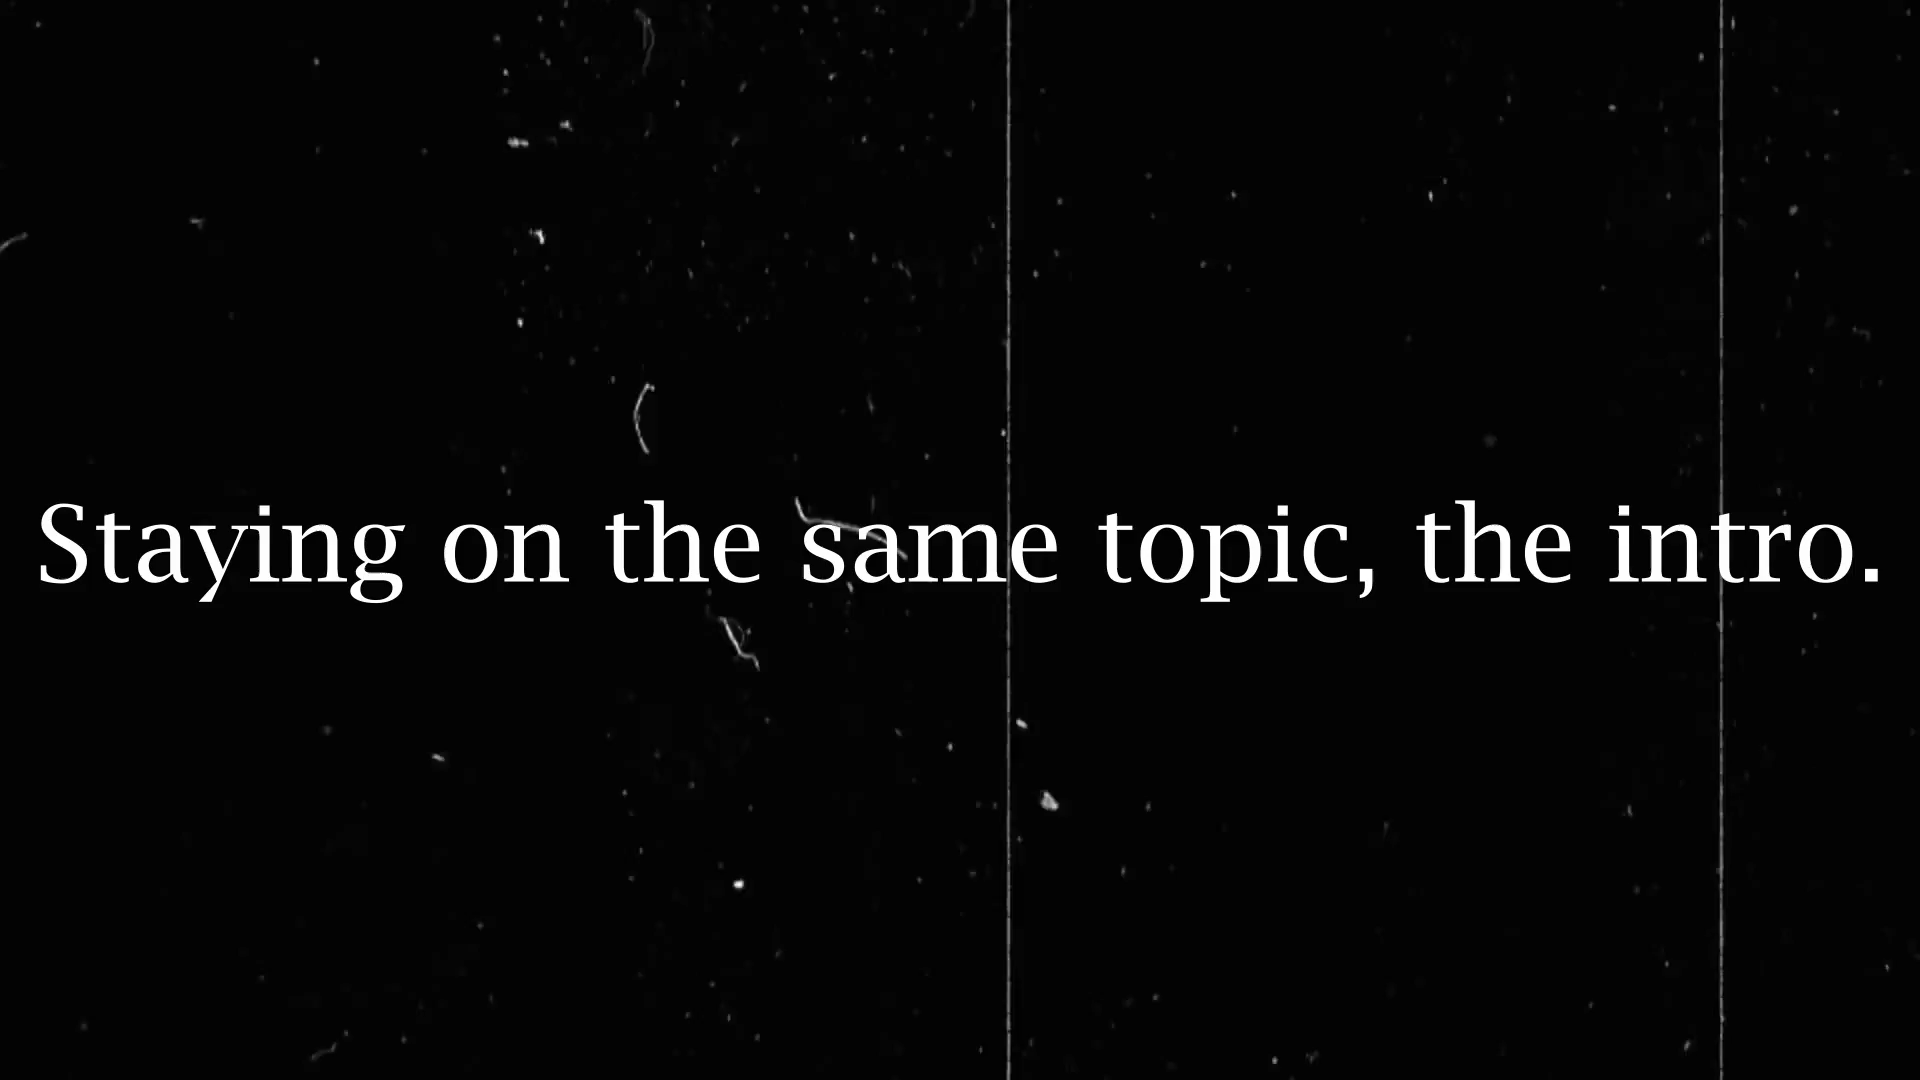 Staying on the same topic, the intro.